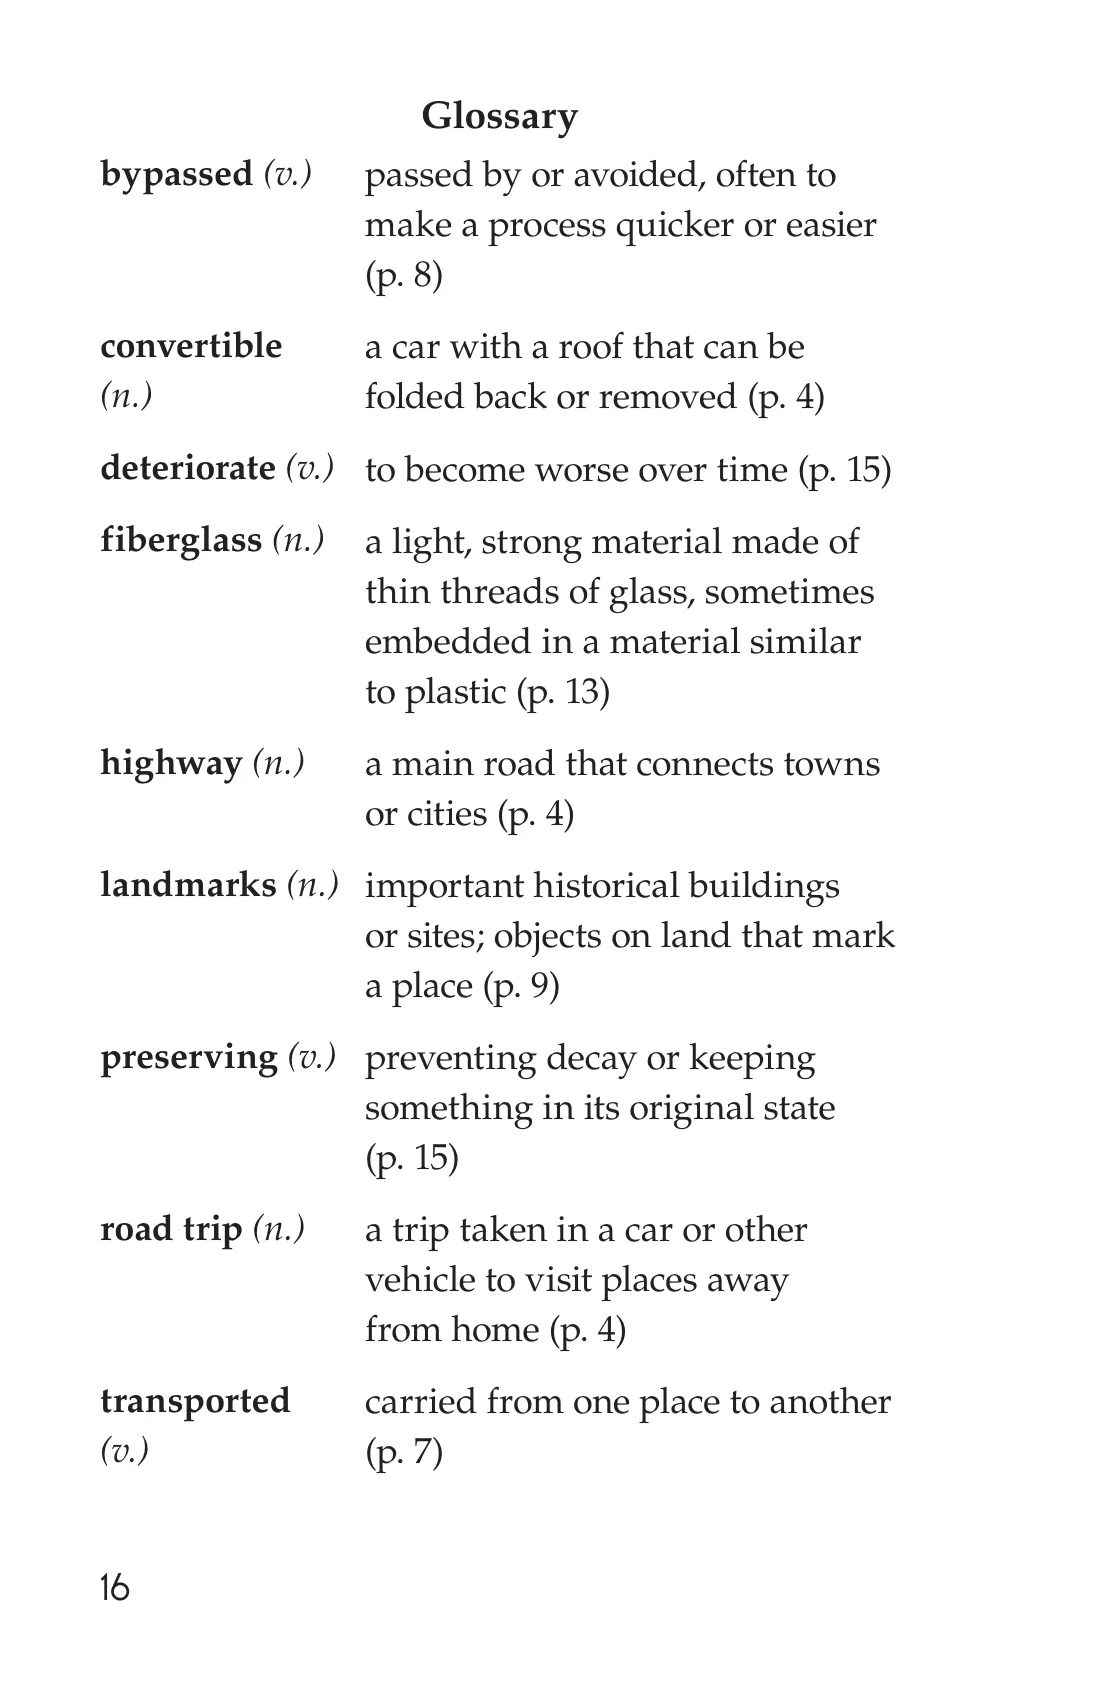 Glossary
bypassed (v.) passed by or avoided, often to
make a process quicker or easier
(p. 8)
convertible a car with a roof that can be
(n.) folded back or removed (p. 4)
deteriorate (v.) to become worse over time (p. 15)
fiberglass (n.) a light, strong material made of
thin threads of glass, sometimes
embedded in a material similar
to plastic (p. 13)
highway (n.) a main road that connects towns
or cities (p. 4)
landmarks (n.) important historical buildings
or sites; objects on land that mark
a place (p. 9)
preserving (v.) preventing decay or keeping
something in its original state
(p. 15)
road trip (n.) a trip taken in a car or other
vehicle to visit places away
from home (p. 4)
transported carried from one place to another
(v.) (p. 7)
16